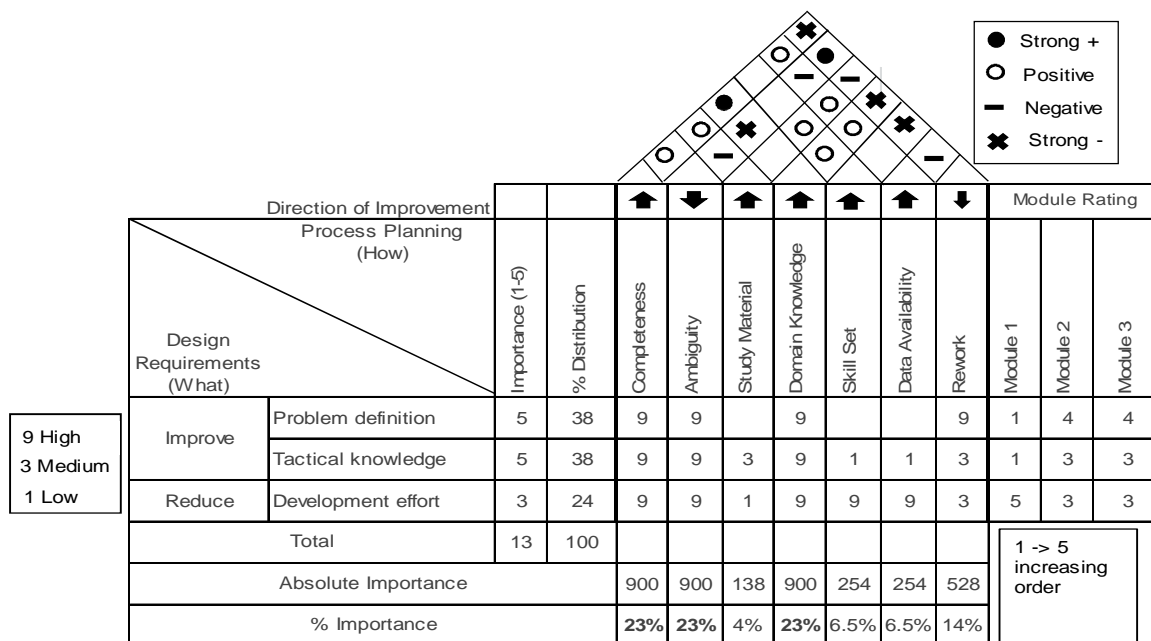 Strong +
Positive
Negative
Strong -
Direction of Improvement
Module Rating
Process Planning
(How)
Design
Requirements
(What)
Importance (1-5)
% Distribution
Completeness
Ambiguity
Study Material
Domain Knowledge
Skill Set
Data Availability
Rework
Module 1
Module 2
Module 3
9 High
3 Medium
1 Low
Improve
Problem definition 5 38 9 9 9 9 1 4 4
Tactical knowledge 5 38 9 9 3 9 1 1 3 1 3 3
Reduce Development effort 3 24 9 9 1 9 9 9 3 5 3 3
Total 13 100
Absolute Importance 900 900 138 900 254 254 528
% Importance 23% 23% 4% 23% 6.5% 6.5% 14%
1 -> 5
increasing
order